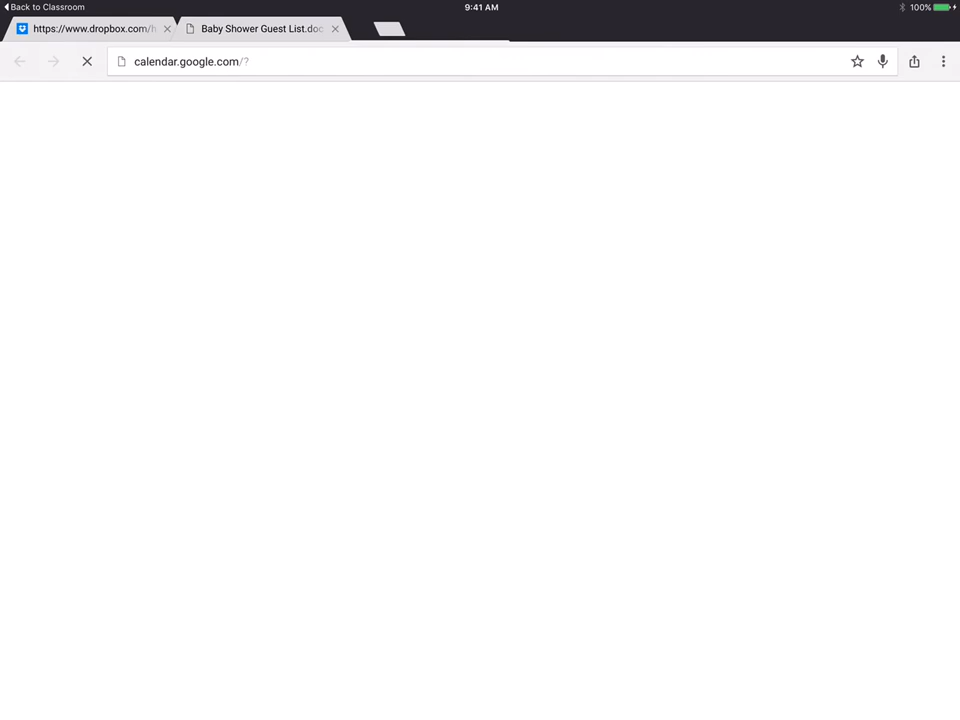 Back to Classroom
9:41 AM
100%
https://www.dropbox.com/h
Baby Shower Guest List.doc
calendar.google.com/?